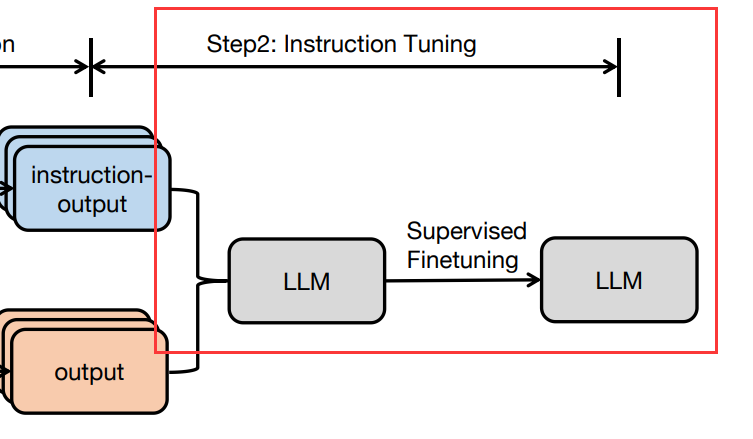 on
Step2: Instruction Tuning
instruction-
output
Supervised
Finetuning
LLM
LLM
output